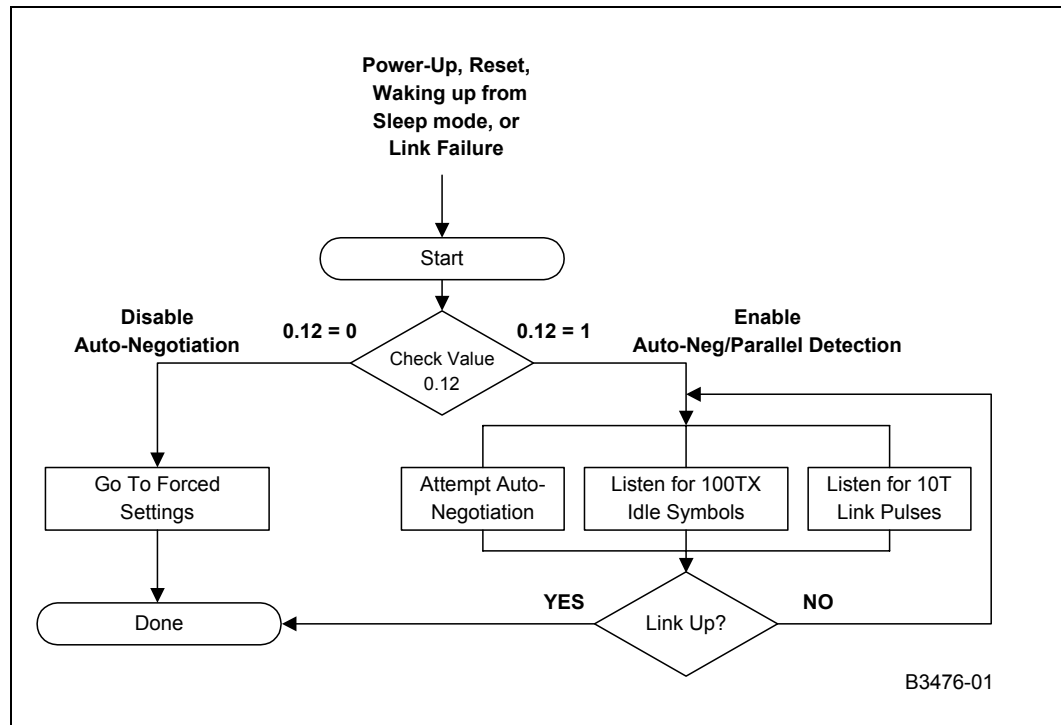 Power-Up, Reset,
Waking up from
Sleep mode, or
Link Failure
Start
Disable
Auto-Negotiation
0.12 = 0
0.12 = 1
Enable
Auto-Neg/Parallel Detection
Check Value
0.12
Go To Forced
Settings
Attempt Auto-
Negotiation
Listen for 100TX
Idle Symbols
Listen for 10T
Link Pulses
Done
YES
Link Up?
NO
B3476-01